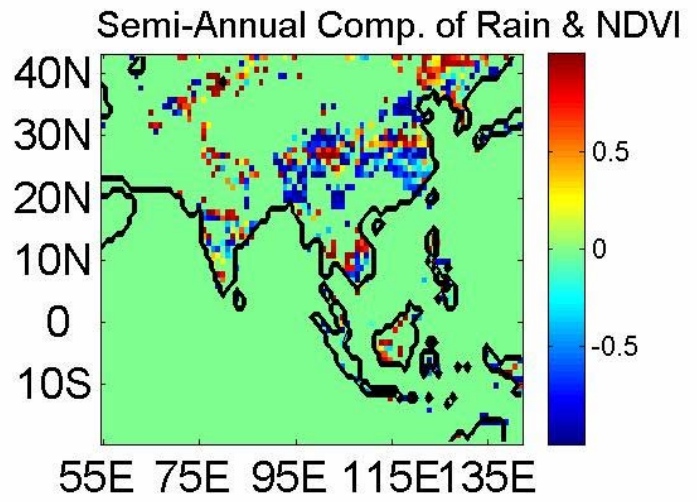 Semi-Annual Comp. of Rain & NDVI
40N
30N
20N
10N
0
10S
55E 75E 95E 115E135E
0.5
0
-0.5